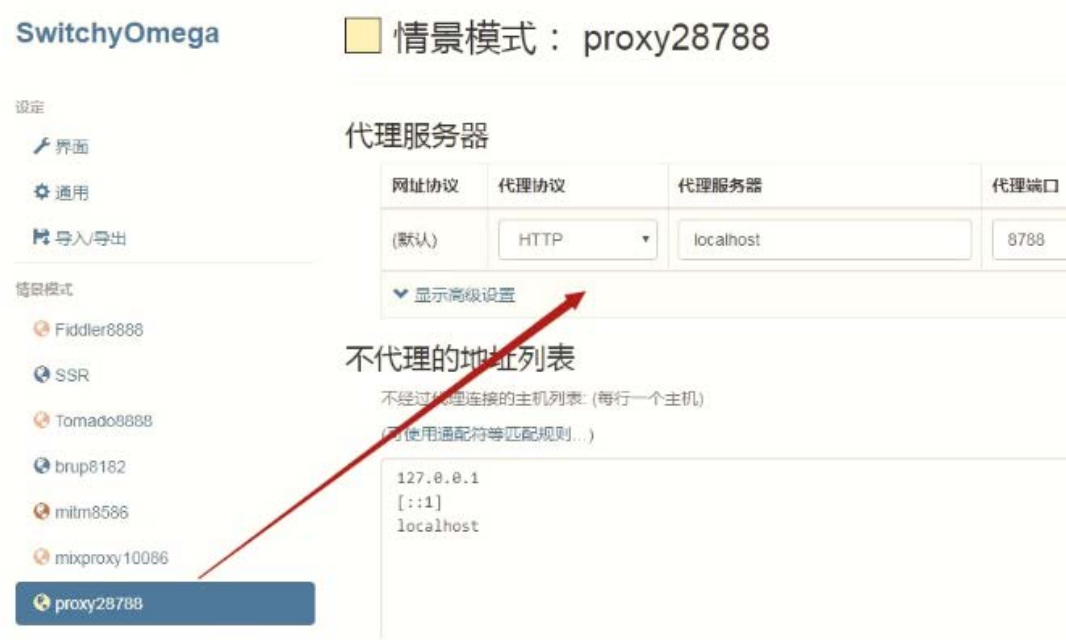 SwitchyOmega
设定
界面
通用
导入/导出
情景模式
Fiddler8888
SSR
Tornado8888
brup8182
mitm8586
mixproxy10086
proxy28788
情景模式： proxy28788
代理服务器
网址协议 代理协议 代理服务器 代理端口
(默认) HTTP localhost 8788
显示高级设置
不代理的地址列表
不经过代理连接的主机列表: (每行一个主机)
(可使用通配符等匹配规则...)
127.0.0.1
[::1]
localhost